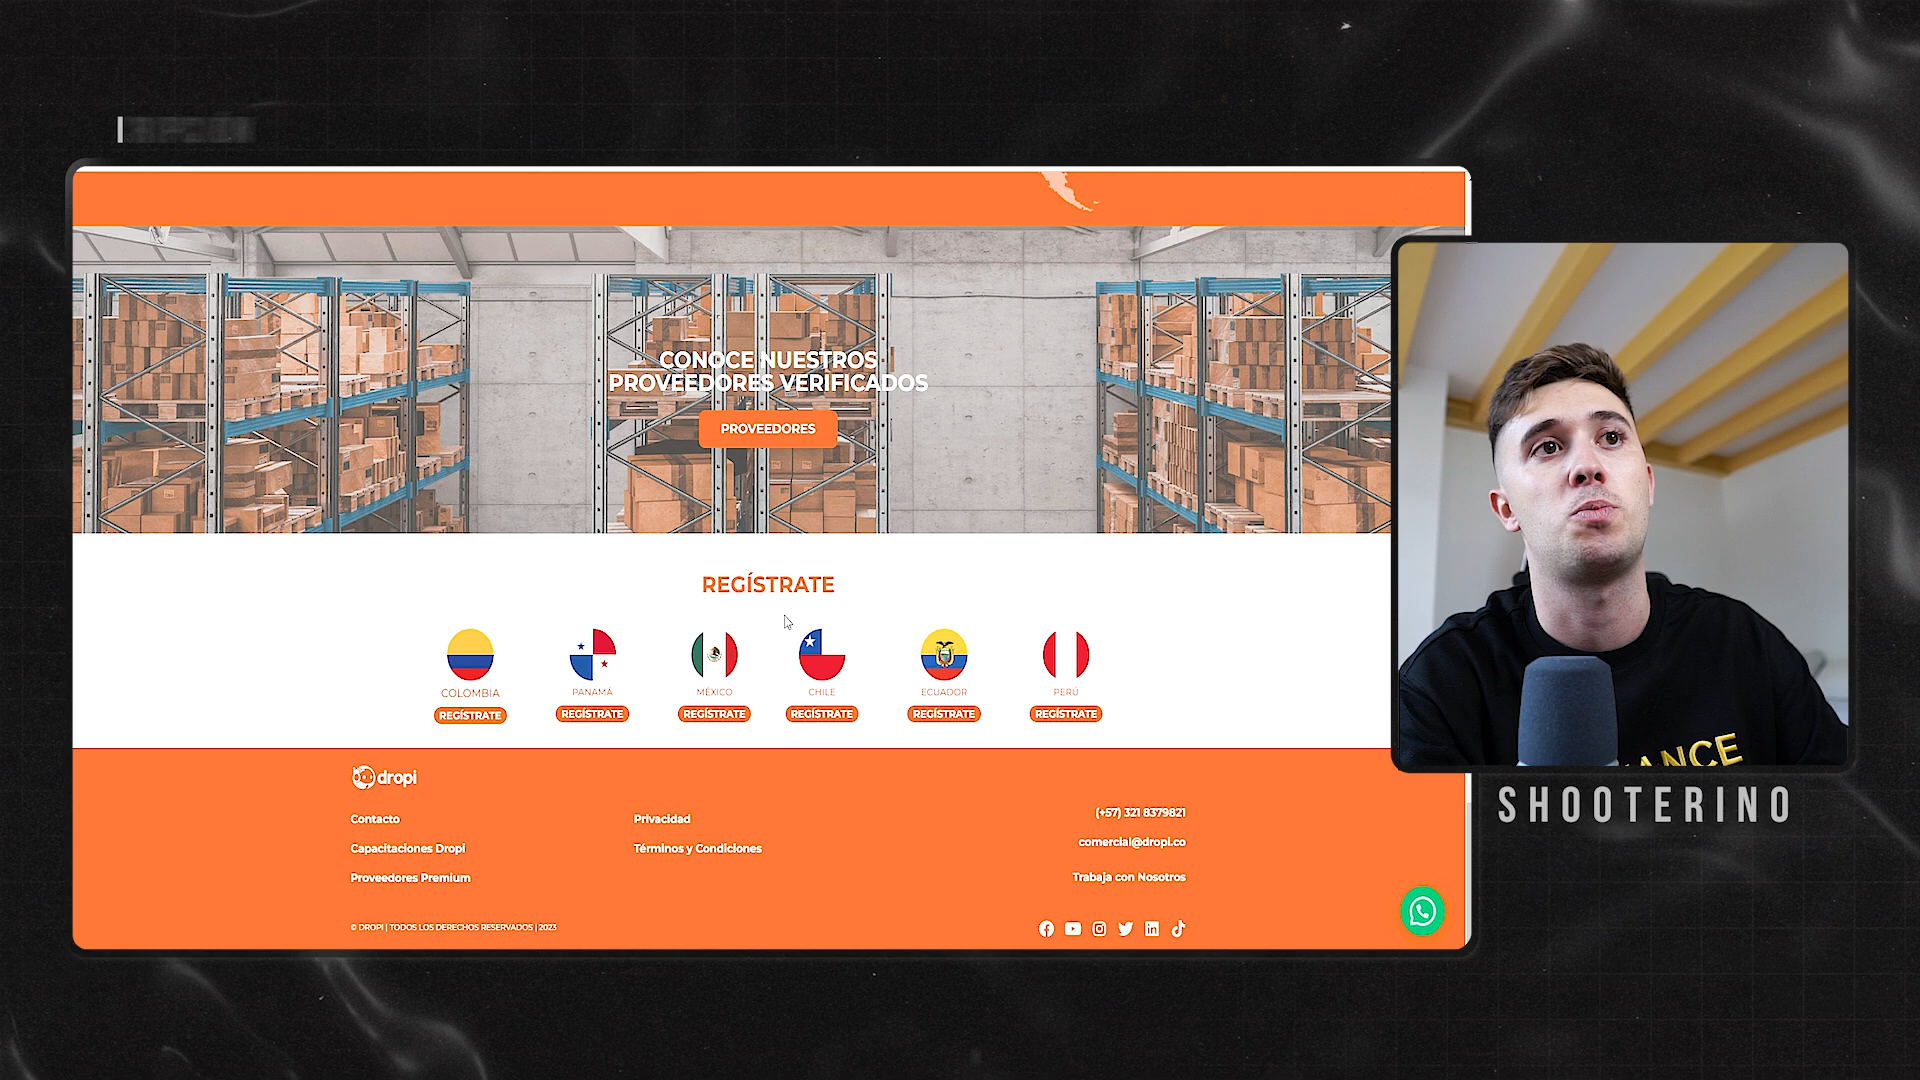 CONOCE NUESTROS
PROVEEDORES VERIFICADOS
PROVEEDORES
REGÍSTRATE
COLOMBIA
PANAMÁ
MÉXICO
CHILE
ECUADOR
PERÚ
REGÍSTRATE
REGÍSTRATE
REGÍSTRATE
REGÍSTRATE
REGÍSTRATE
REGÍSTRATE
dropi
Contacto
Capacitaciones Dropi
Proveedores Premium
Privacidad
Términos y Condiciones
(+57) 321 8379821
comercial@dropi.co
Trabaja con Nosotros
© DROPI | TODOS LOS DERECHOS RESERVADOS | 2023
ANCE
SHOOTERINO